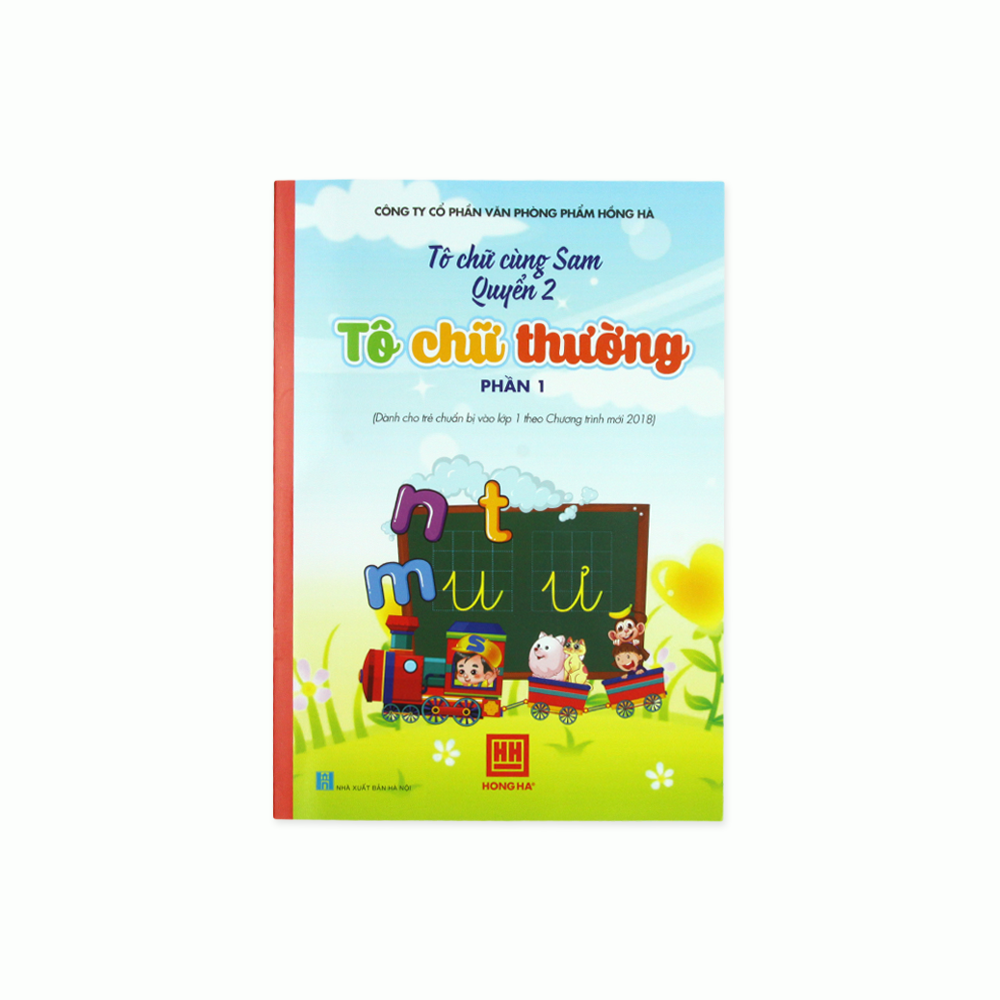 CÔNG TY CỔ PHẦN VĂN PHÒNG PHẨM HỒNG HÀ
Tô chữ cùng Sam
Quyển 2
Tô chữ thường
PHẦN 1
(Dành cho trẻ chuẩn bị vào lớp 1 theo Chương trình mới 2018)
n t
m u ư
S
HH
HONG HA®
NHÀ XUẤT BẢN HÀ NỘI